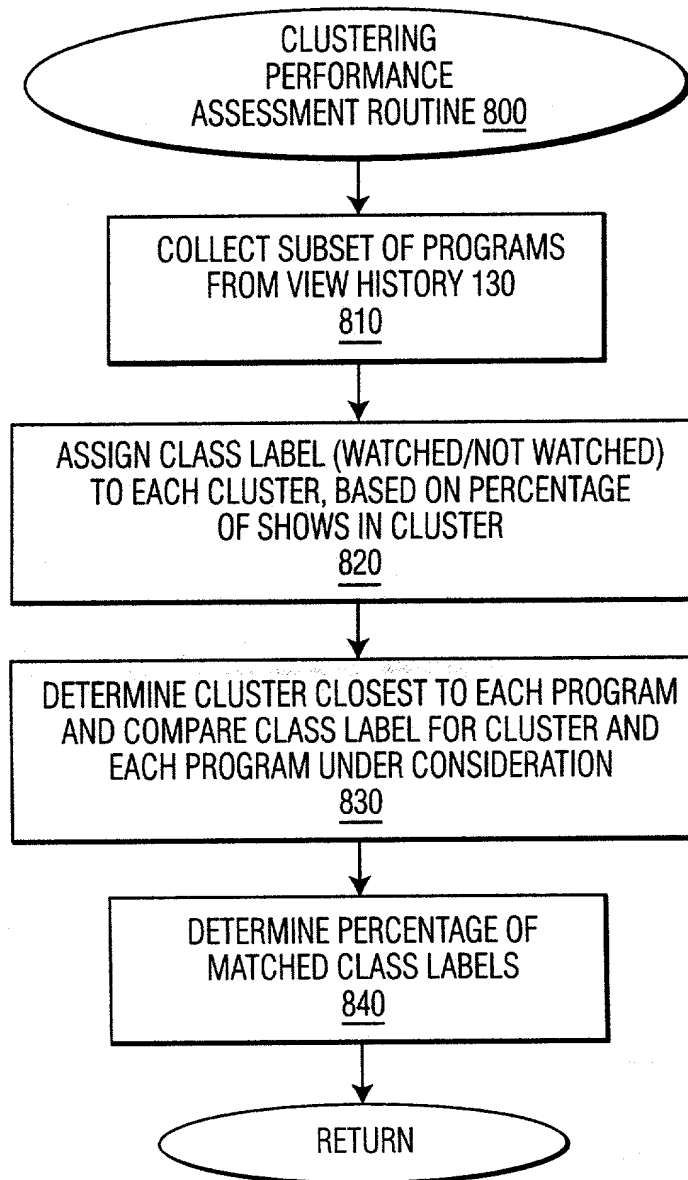 CLUSTERING
PERFORMANCE
ASSESSMENT ROUTINE 800
COLLECT SUBSET OF PROGRAMS
FROM VIEW HISTORY 130
810
ASSIGN CLASS LABEL (WATCHED/NOT WATCHED)
TO EACH CLUSTER, BASED ON PERCENTAGE
OF SHOWS IN CLUSTER
820
DETERMINE CLUSTER CLOSEST TO EACH PROGRAM
AND COMPARE CLASS LABEL FOR CLUSTER AND
EACH PROGRAM UNDER CONSIDERATION
830
DETERMINE PERCENTAGE OF
MATCHED CLASS LABELS
840
RETURN